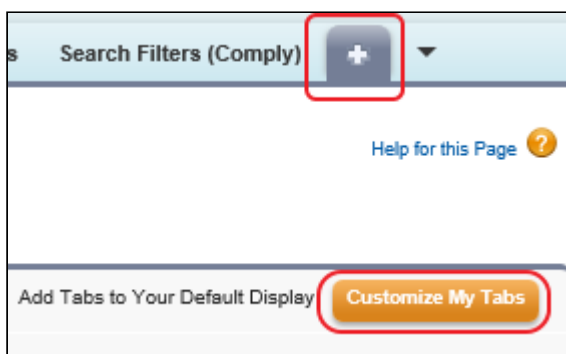 s Search Filters (Comply) +
Help for this Page ?
Add Tabs to Your Default Display Customize My Tabs